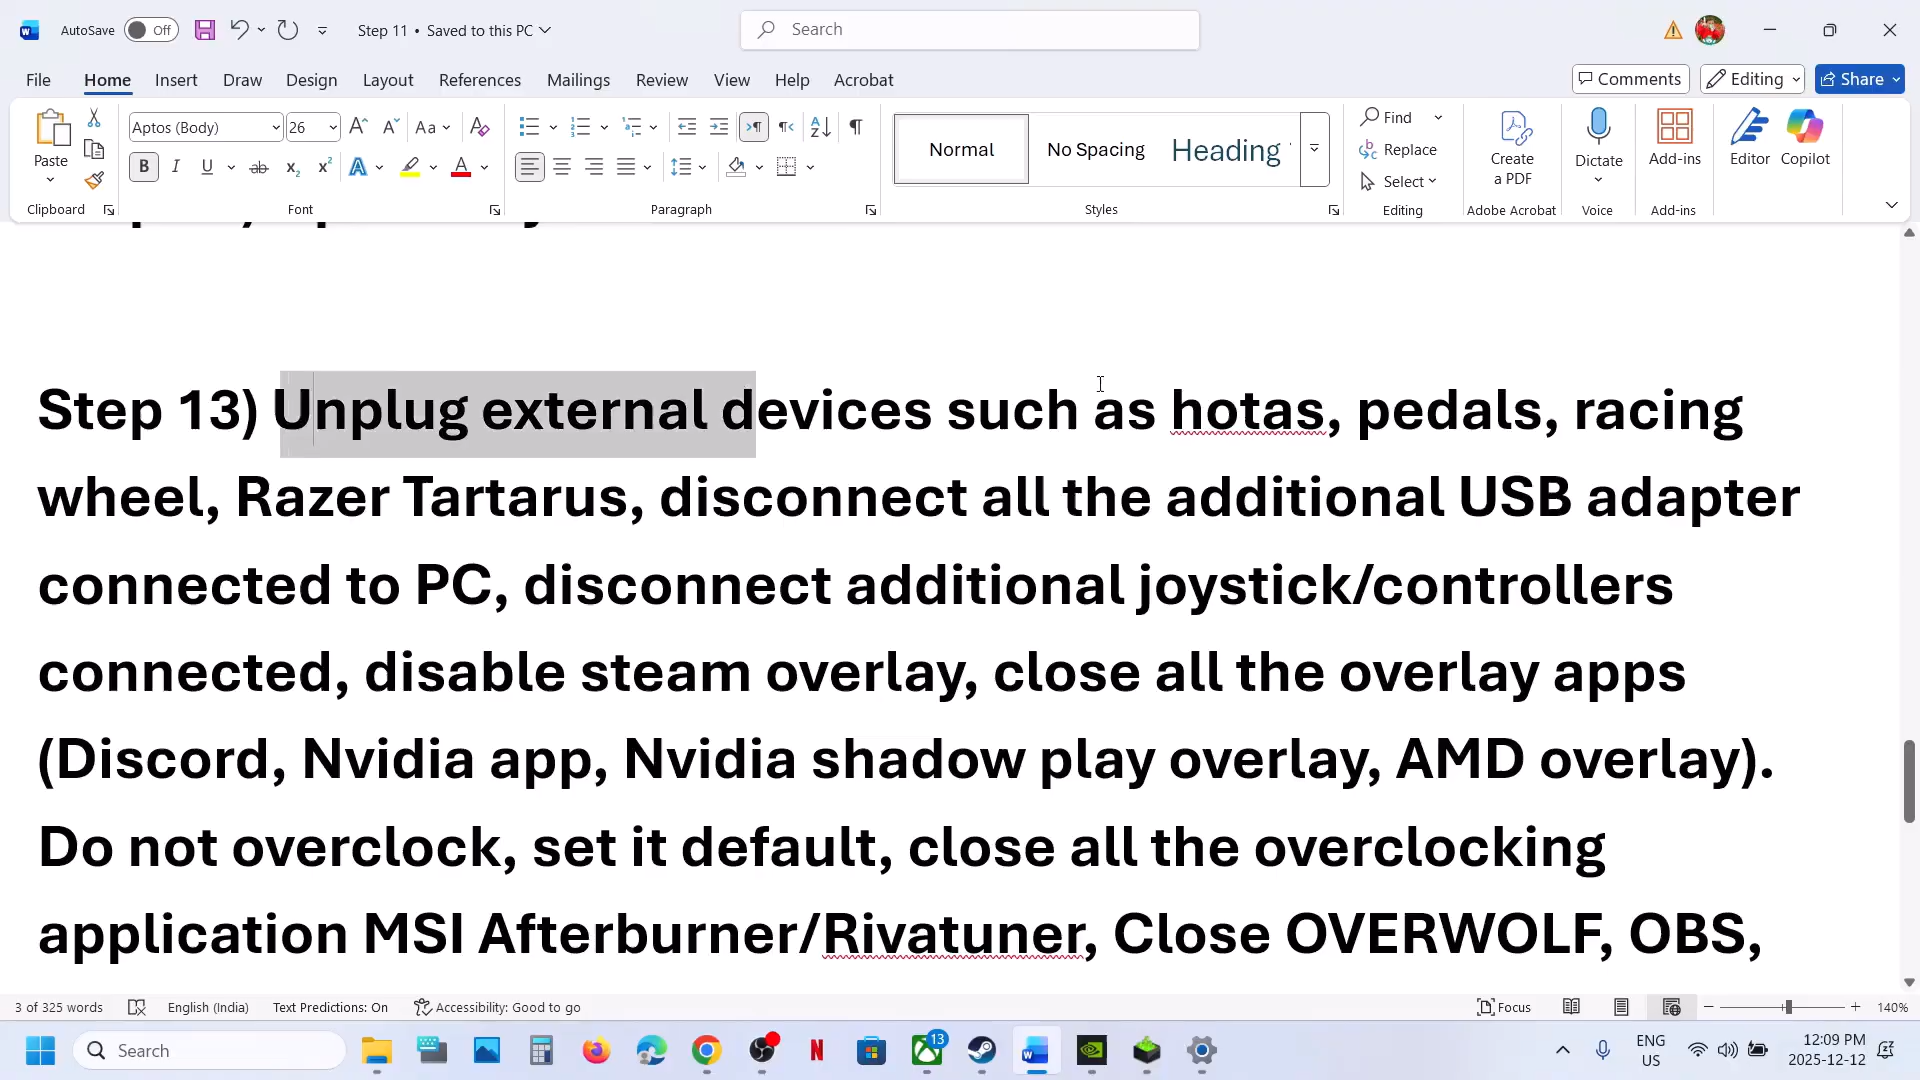 AutoSave Off Step 11 • Saved to this PC Search
File Home Insert Draw Design Layout References Mailings Review View Help Acrobat Comments Editing Share
Paste Aptos (Body) 26 Normal No Spacing Heading Find Replace Select Create a PDF Dictate Add-ins Editor Copilot
Clipboard Font Paragraph Styles Editing Adobe Acrobat Voice Add-ins
Step 13) Unplug external devices such as hotas, pedals, racing
wheel, Razer Tartarus, disconnect all the additional USB adapter
connected to PC, disconnect additional joystick/controllers
connected, disable steam overlay, close all the overlay apps
(Discord, Nvidia app, Nvidia shadow play overlay, AMD overlay).
Do not overclock, set it default, close all the overclocking
application MSI Afterburner/Rivatuner, Close OVERWOLF, OBS,
3 of 325 words English (India) Text Predictions: On Accessibility: Good to go Focus 140%
Search 13 ENG US 12:09 PM 2025-12-12